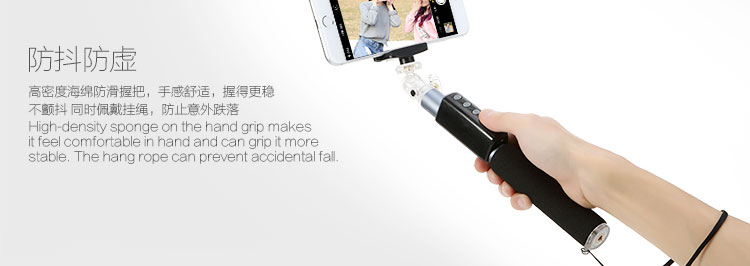 防抖防虚
高密度海绵防滑握把，手感舒适，握得更稳
不颤抖 同时佩戴挂绳，防止意外跌落
High-density sponge on the hand grip makes
it feel comfortable in hand and can grip it more
stable. The hang rope can prevent accidental fall.